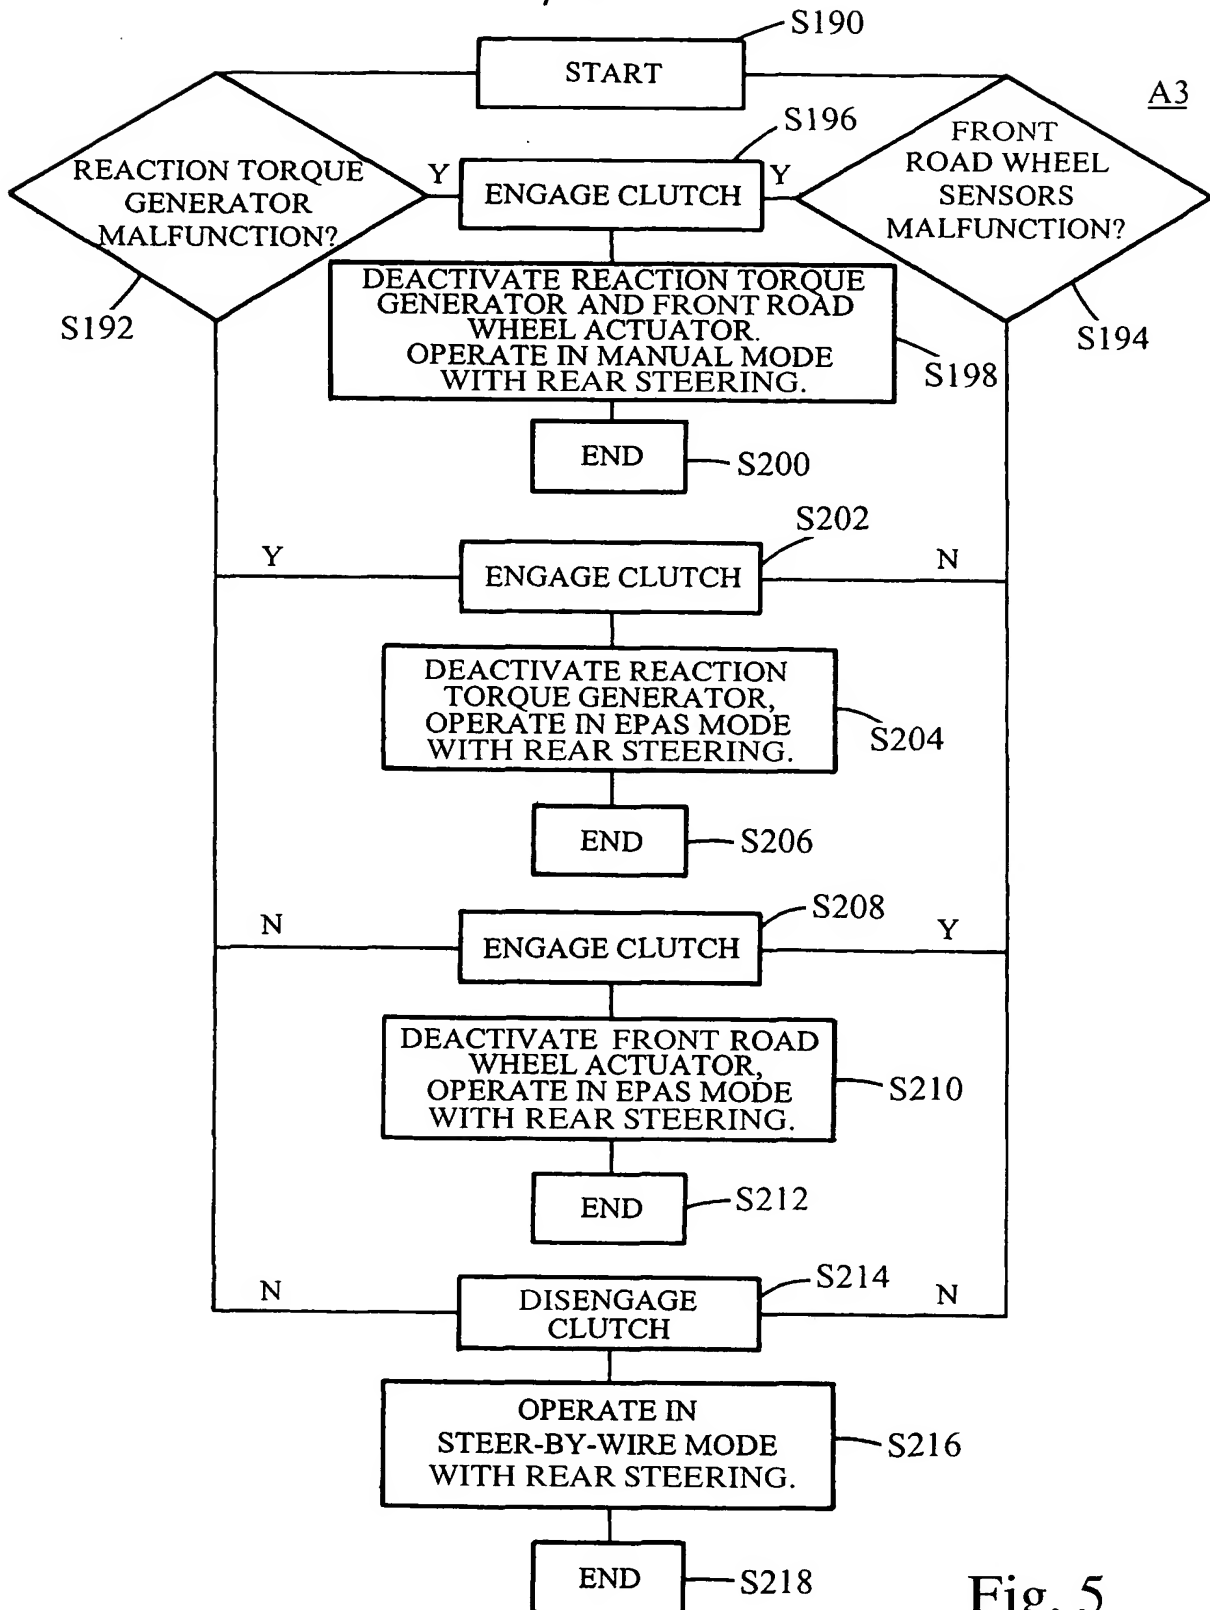 S190
START
A3
S196
REACTION TORQUE
GENERATOR
MALFUNCTION?
Y
ENGAGE CLUTCH
Y
FRONT
ROAD WHEEL
SENSORS
MALFUNCTION?
S192
DEACTIVATE REACTION TORQUE
GENERATOR AND FRONT ROAD
WHEEL ACTUATOR.
OPERATE IN MANUAL MODE
WITH REAR STEERING.
S194
S198
END
S200
S202
Y
ENGAGE CLUTCH
N
DEACTIVATE REACTION
TORQUE GENERATOR,
OPERATE IN EPAS MODE
WITH REAR STEERING.
S204
END
S206
S208
N
ENGAGE CLUTCH
Y
DEACTIVATE FRONT ROAD
WHEEL ACTUATOR,
OPERATE IN EPAS MODE
WITH REAR STEERING.
S210
END
S212
S214
N
DISENGAGE
CLUTCH
N
OPERATE IN
STEER-BY-WIRE MODE
WITH REAR STEERING.
S216
END
S218
Fig. 5